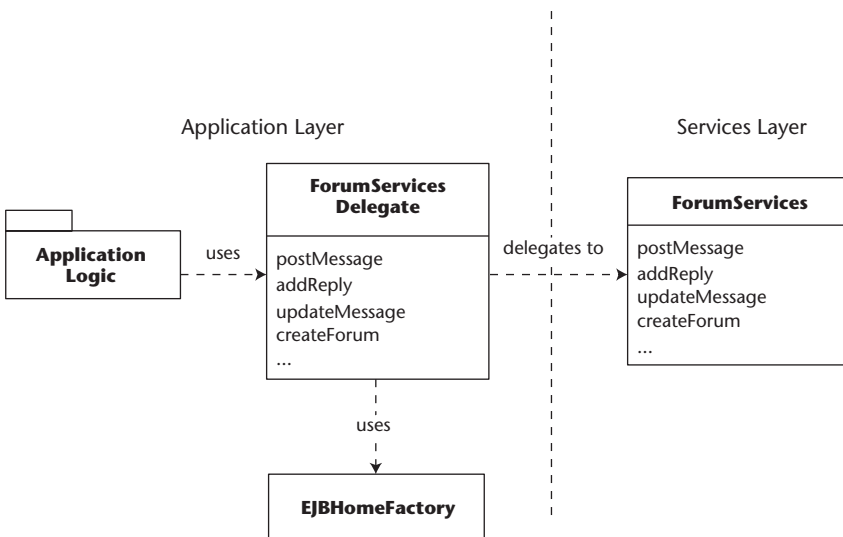 Application Layer
Services Layer
ForumServices
Delegate
postMessage
addReply
updateMessage
createForum
...
ForumServices
postMessage
addReply
updateMessage
createForum
...
Application
Logic
uses
delegates to
uses
EJBHomeFactory